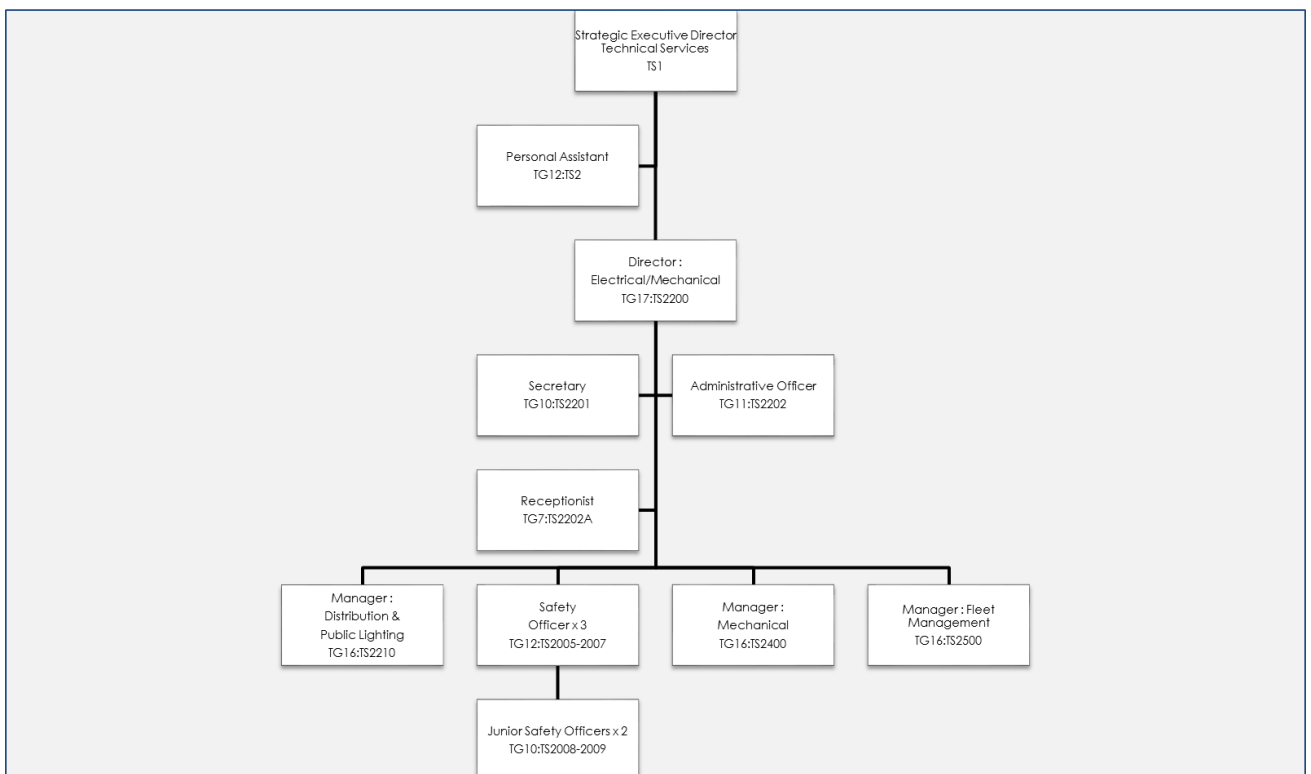 Strategic Executive Director
Technical Services
TS1
Personal Assistant
TG12:TS2
Director :
Electrical/Mechanical
TG17:TS2200
Secretary
TG10:TS2201
Administrative Officer
TG11:TS2202
Receptionist
TG7:TS2202A
Manager :
Distribution &
Public Lighting
TG16:TS2210
Safety
Officer x 3
TG12:TS2005-2007
Manager :
Mechanical
TG16:TS2400
Manager : Fleet
Management
TG16:TS2500
Junior Safety Officers x 2
TG10:TS2008-2009